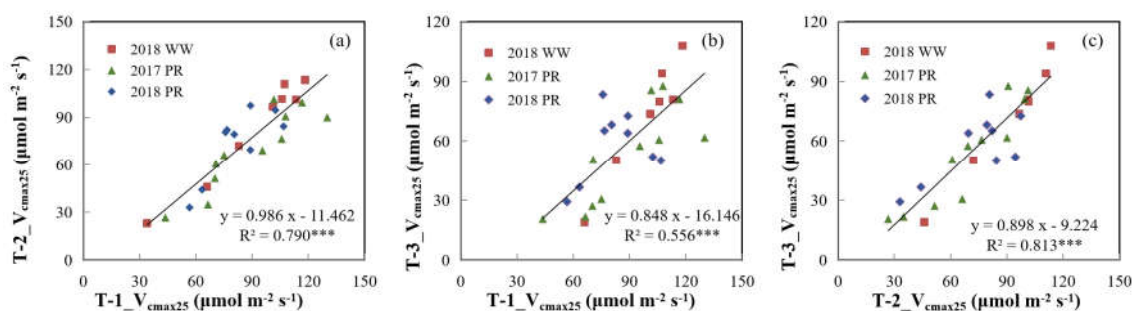 (a)
2018 WW
2017 PR
2018 PR
y = 0.986 x - 11.462
R² = 0.790***
150
120
90
60
30
0
0 30 60 90 120 150
T-2_Vcmax25 (μmol m⁻² s⁻¹)
T-1_Vcmax25 (μmol m⁻² s⁻¹)
(b)
2018 WW
2017 PR
2018 PR
y = 0.848 x - 16.146
R² = 0.556***
120
90
60
30
0
0 30 60 90 120 150
T-3_Vcmax25 (μmol m⁻² s⁻¹)
T-1_Vcmax25 (μmol m⁻² s⁻¹)
(c)
2018 WW
2017 PR
2018 PR
y = 0.898 x - 9.224
R² = 0.813***
120
90
60
30
0
0 30 60 90 120 150
T-3_Vcmax25 (μmol m⁻² s⁻¹)
T-2_Vcmax25 (μmol m⁻² s⁻¹)